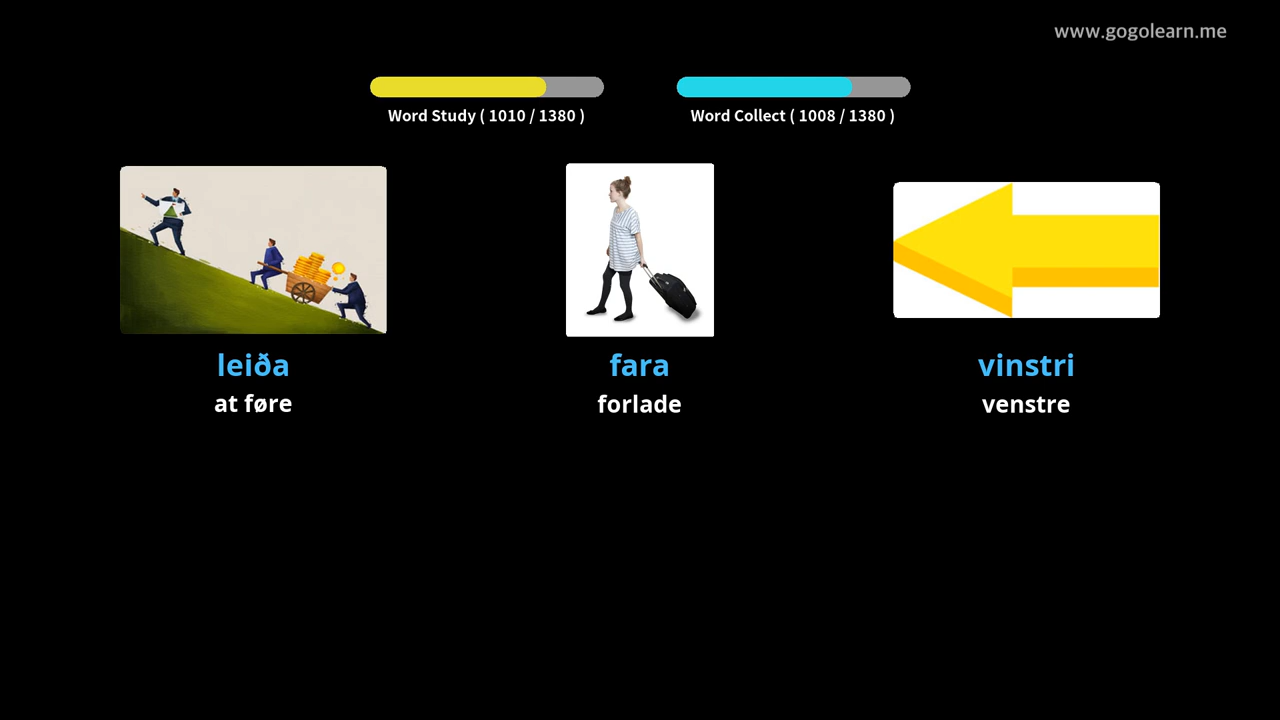 www.gogolearn.me
Word Study ( 1010 / 1380 )
Word Collect ( 1008 / 1380 )
leiða
at føre
fara
forlade
vinstri
venstre